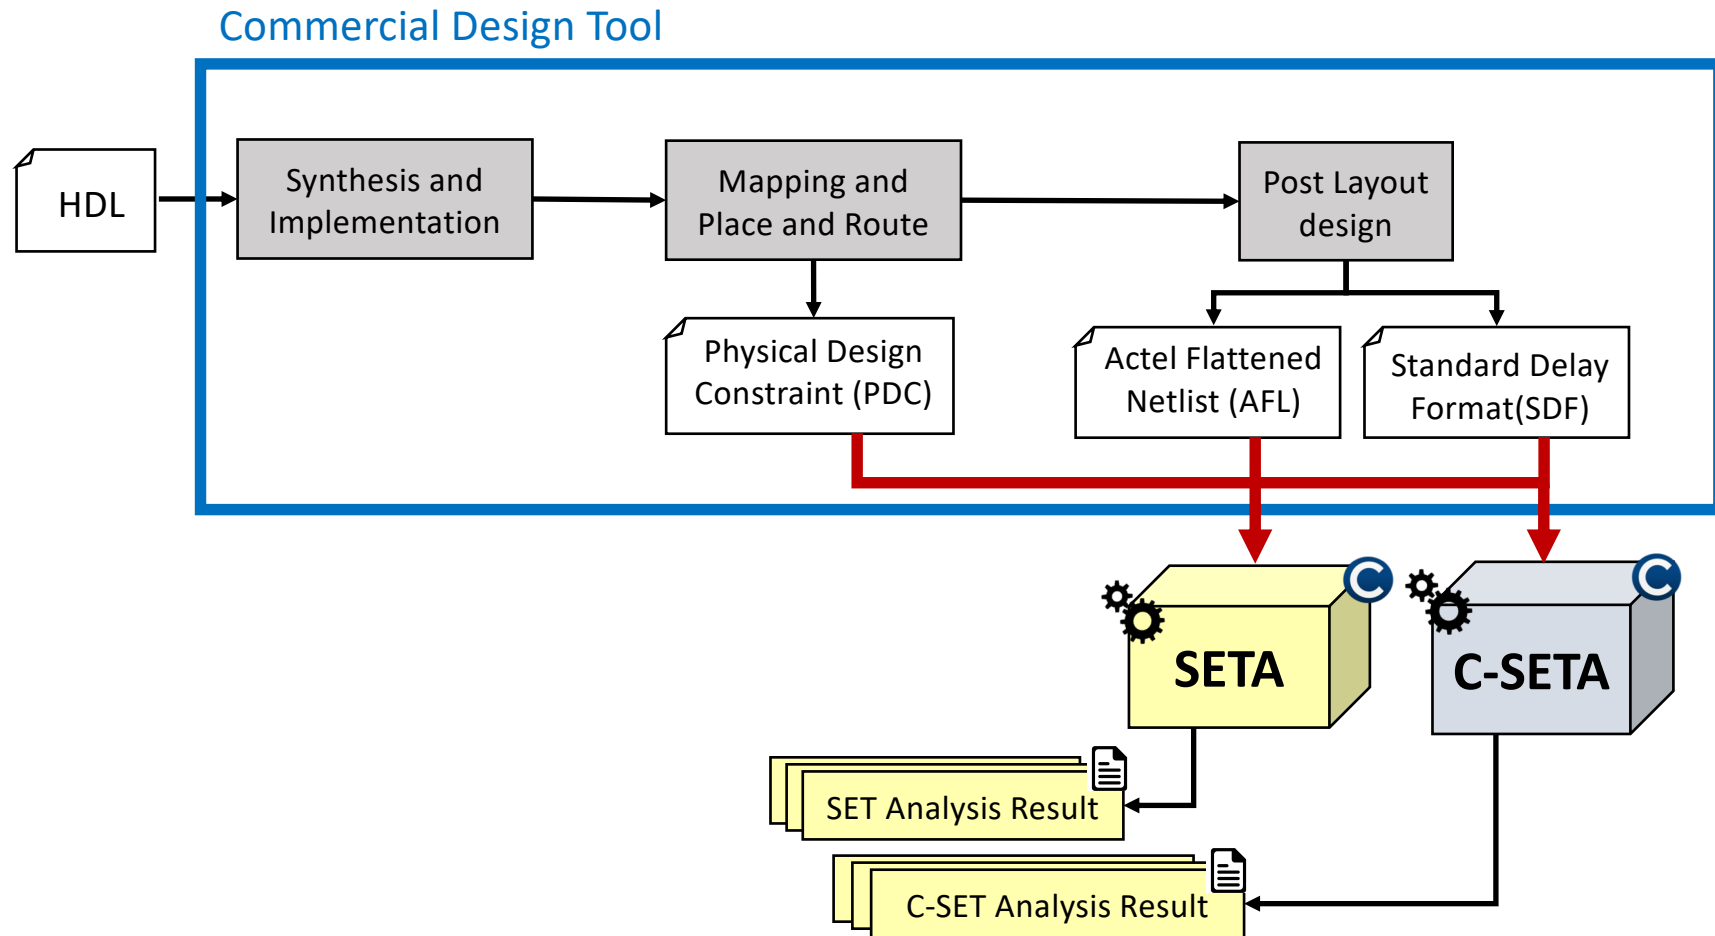 Commercial Design Tool
HDL
Synthesis and
Implementation
Mapping and
Place and Route
Post Layout
design
Physical Design
Constraint (PDC)
Actel Flattened
Netlist (AFL)
Standard Delay
Format(SDF)
C
C
SETA
C-SETA
SET Analysis Result
C-SET Analysis Result